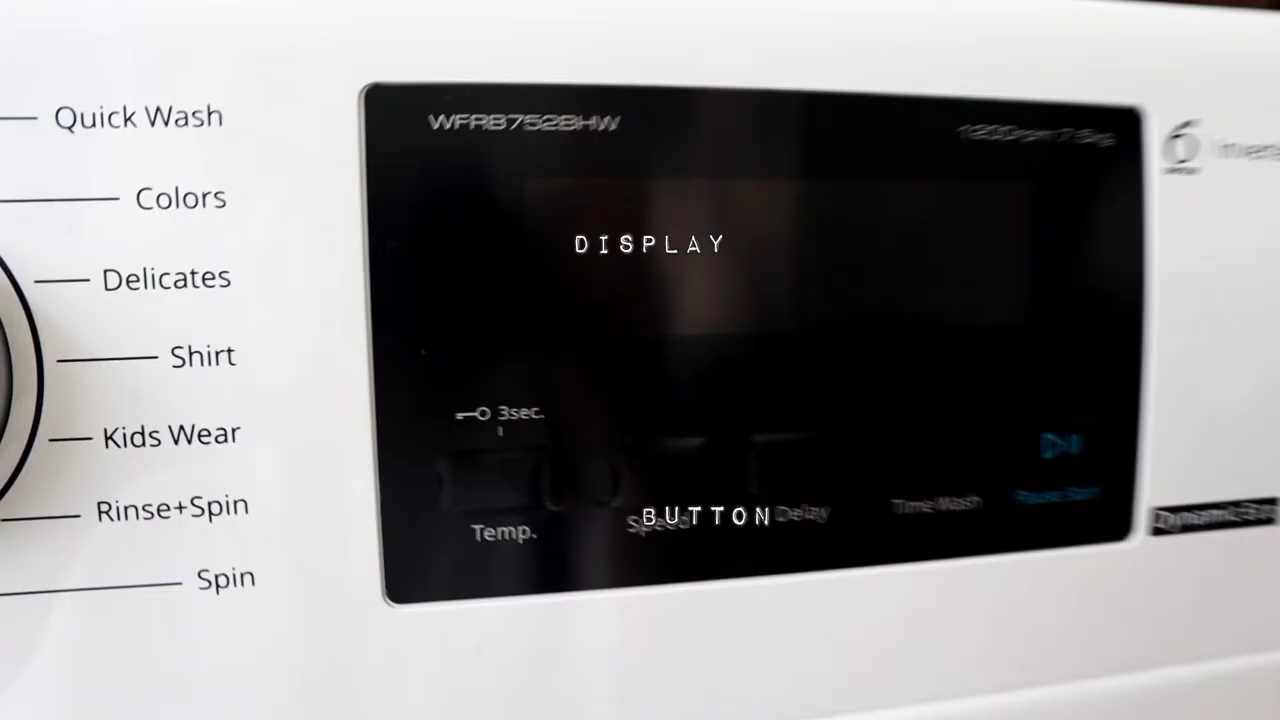 Quick Wash
Colors
Delicates
Shirt
Kids Wear
Rinse+Spin
Spin
WFRB752BHW
DISPLAY
3sec.
Temp.
BUTTON
Delay
Time Wash